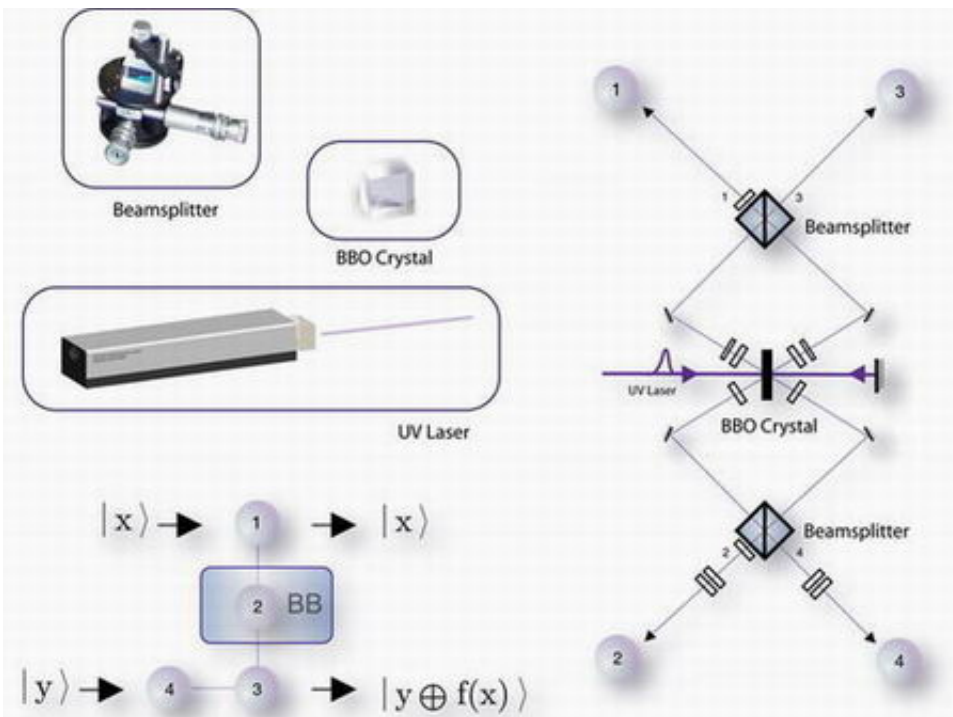 Beamsplitter
BBO Crystal
UV Laser
|x⟩ 1 |x⟩
2 BB
|y⟩ 4 3 |y ⊕ f(x)⟩
1 3
1 3
Beamsplitter
UV Laser
BBO Crystal
Beamsplitter
2 4
2 4